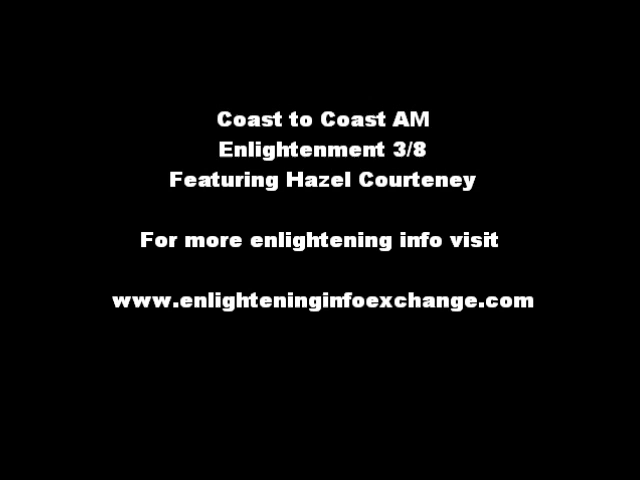 Coast to Coast AM
Enlightenment 3/8
Featuring Hazel Courteney
For more enlightening info visit
www.enlighteninginfoexchange.com